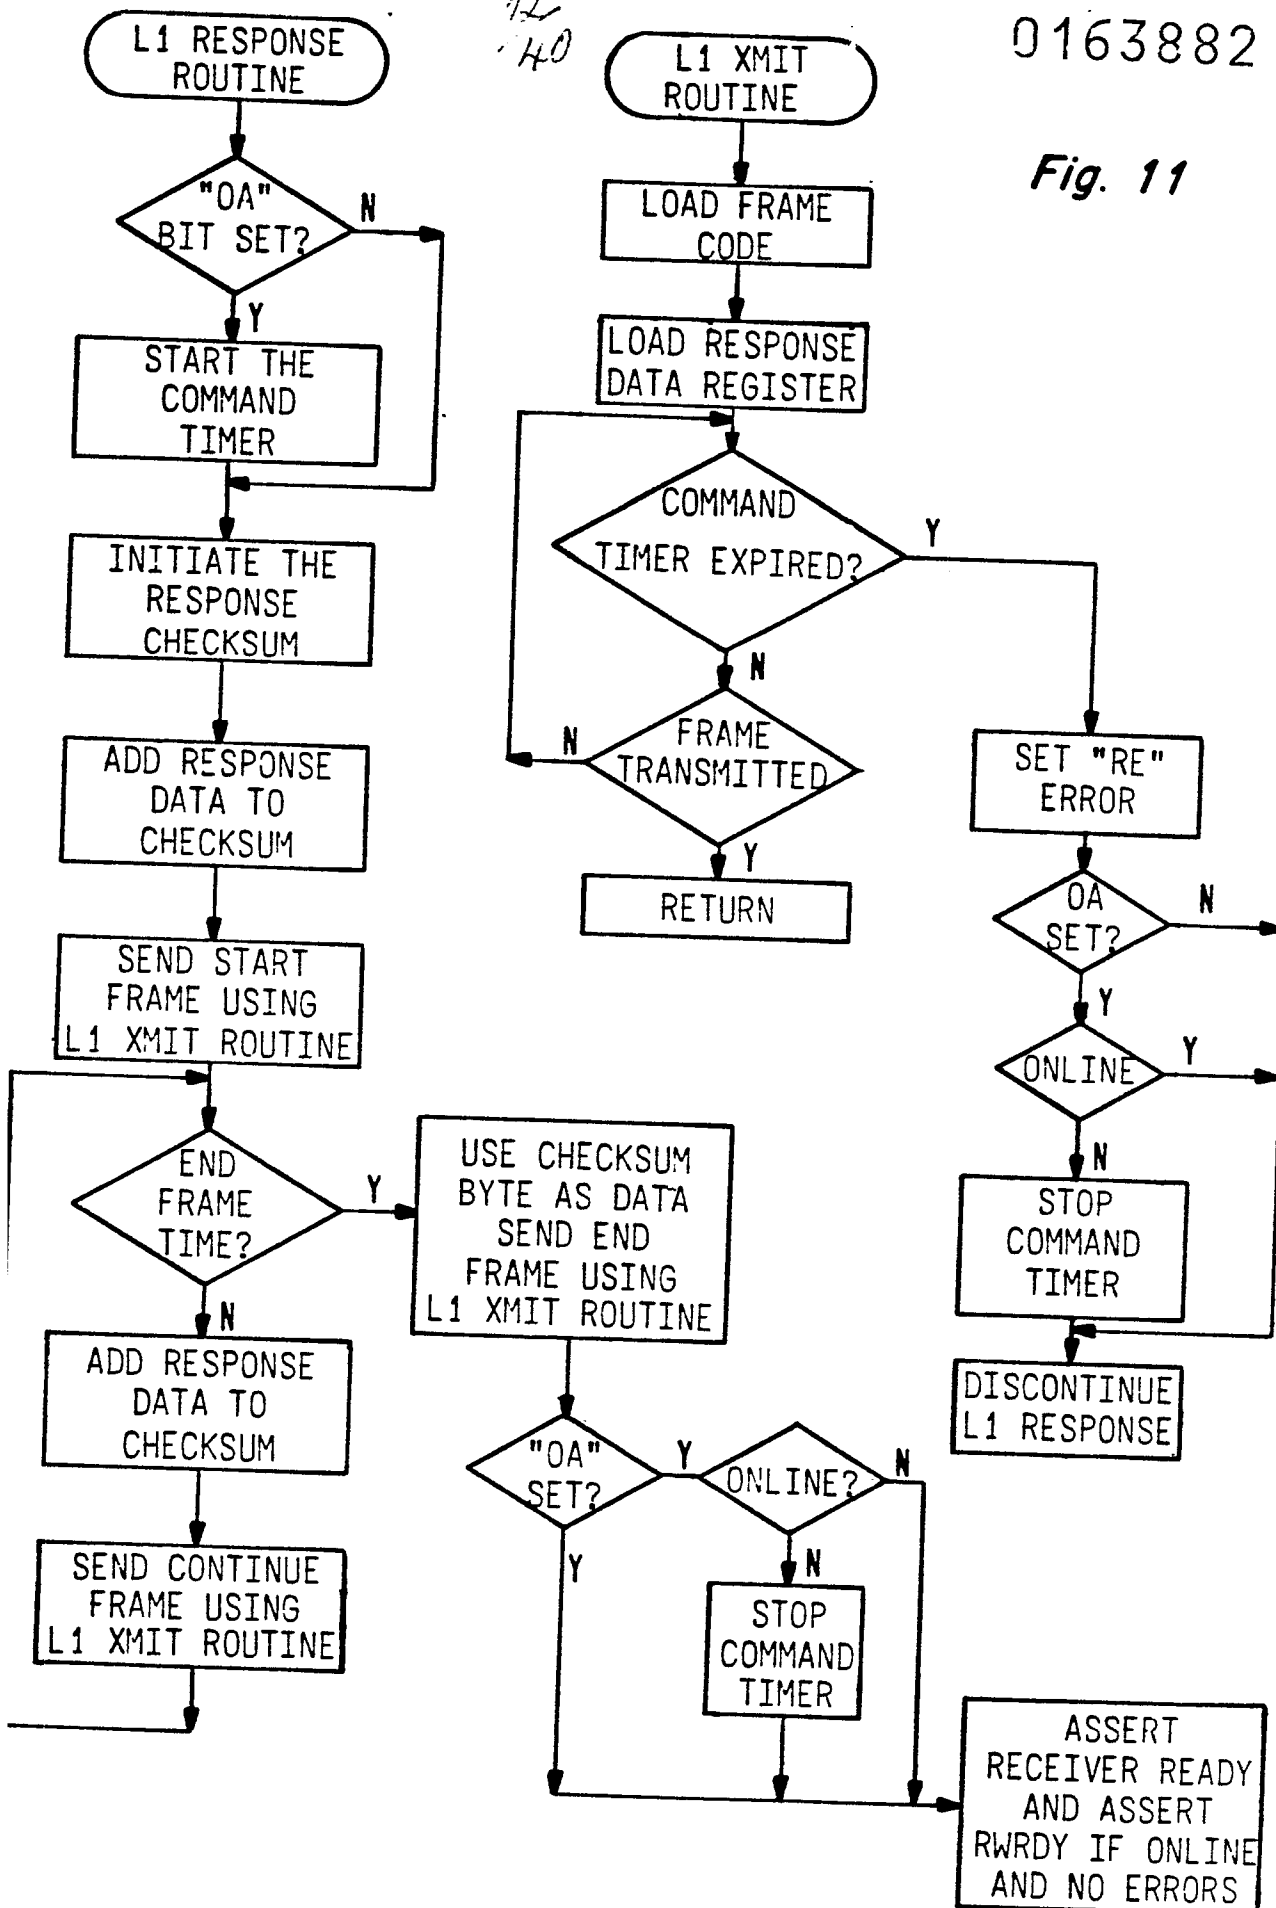 12
40
0163882
Fig. 11
L1 RESPONSE
ROUTINE
"OA"
BIT SET?
N
Y
START THE
COMMAND
TIMER
INITIATE THE
RESPONSE
CHECKSUM
ADD RESPONSE
DATA TO
CHECKSUM
SEND START
FRAME USING
L1 XMIT ROUTINE
END
FRAME
TIME?
Y
N
ADD RESPONSE
DATA TO
CHECKSUM
SEND CONTINUE
FRAME USING
L1 XMIT ROUTINE
USE CHECKSUM
BYTE AS DATA
SEND END
FRAME USING
L1 XMIT ROUTINE
"OA"
SET?
Y
Y
ONLINE?
N
N
STOP
COMMAND
TIMER
ASSERT
RECEIVER READY
AND ASSERT
RWRDY IF ONLINE
AND NO ERRORS
L1 XMIT
ROUTINE
LOAD FRAME
CODE
LOAD RESPONSE
DATA REGISTER
COMMAND
TIMER EXPIRED?
Y
N
FRAME
TRANSMITTED
N
Y
RETURN
SET "RE"
ERROR
OA
SET?
N
Y
ONLINE
Y
N
STOP
COMMAND
TIMER
DISCONTINUE
L1 RESPONSE